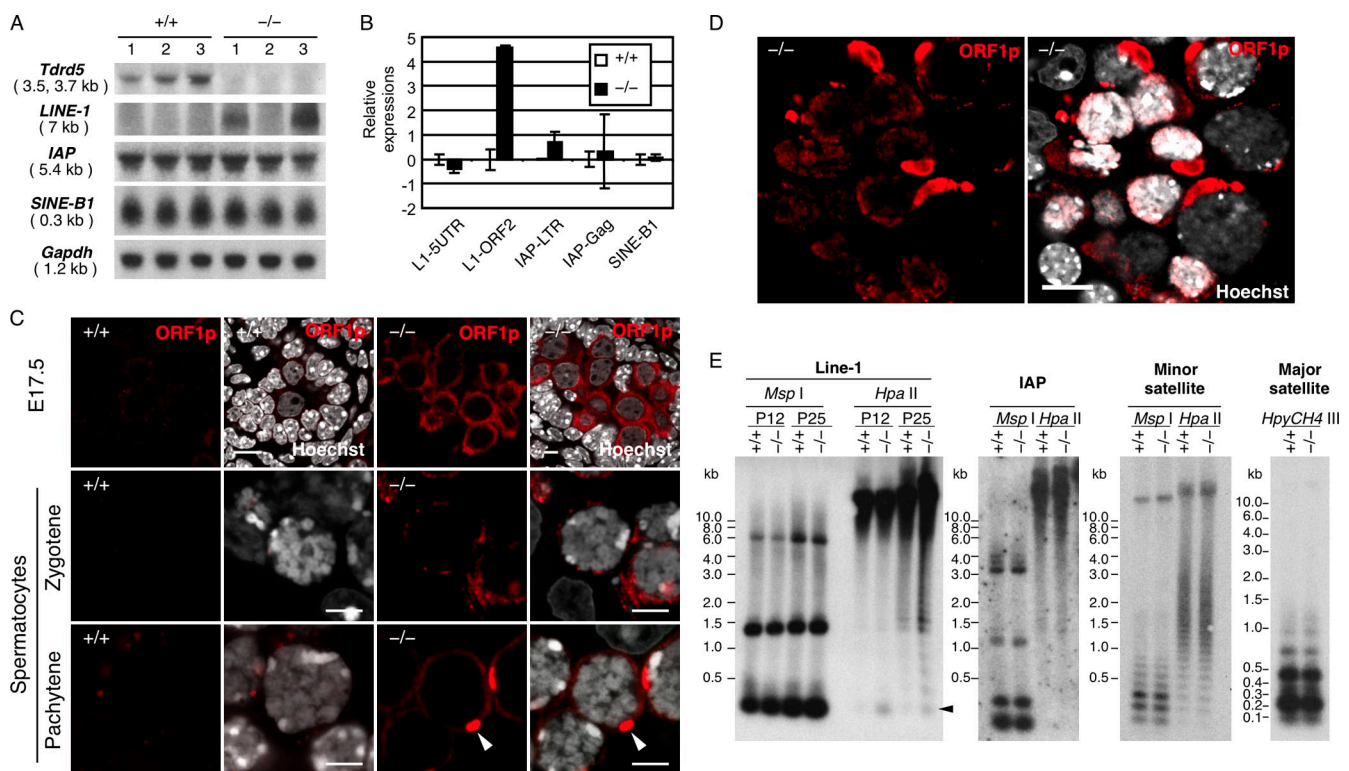 A
+/+ –/–
1 2 3 1 2 3
Tdrd5
( 3.5, 3.7 kb )
LINE-1
( 7 kb )
IAP
( 5.4 kb )
SINE-B1
( 0.3 kb )
Gapdh
( 1.2 kb )
B
Relative
expressions
5
4
3
2
1
0
-1
-2
+/+
–/–
L1-5UTR
L1-ORF2
IAP-LTR
IAP-Gag
SINE-B1
C
E17.5
+/+ ORF1p
+/+ ORF1p
Hoechst
–/– ORF1p
–/– ORF1p
Hoechst
Spermatocytes
Zygotene
+/+
–/–
Pachytene
+/+
–/–
D
–/– ORF1p
–/– ORF1p
Hoechst
E
Line-1
Msp I Hpa II
P12 P25 P12 P25
+/+ –/– +/+ –/– +/+ –/– +/+ –/–
kb
10.0
8.0
6.0
4.0
3.0
2.0
1.5
1.0
0.5
IAP
Msp I Hpa II
+/+ –/– +/+ –/–
kb
10.0
8.0
6.0
4.0
3.0
2.0
1.5
1.0
0.5
Minor
satellite
Msp I Hpa II
+/+ –/– +/+ –/–
kb
10.0
8.0
6.0
4.0
3.0
2.0
1.5
1.0
0.5
Major
satellite
HpyCH4 III
+/+ –/–
kb
10.0
6.0
4.0
3.0
2.0
1.5
1.0
0.5
0.4
0.3
0.2
0.1